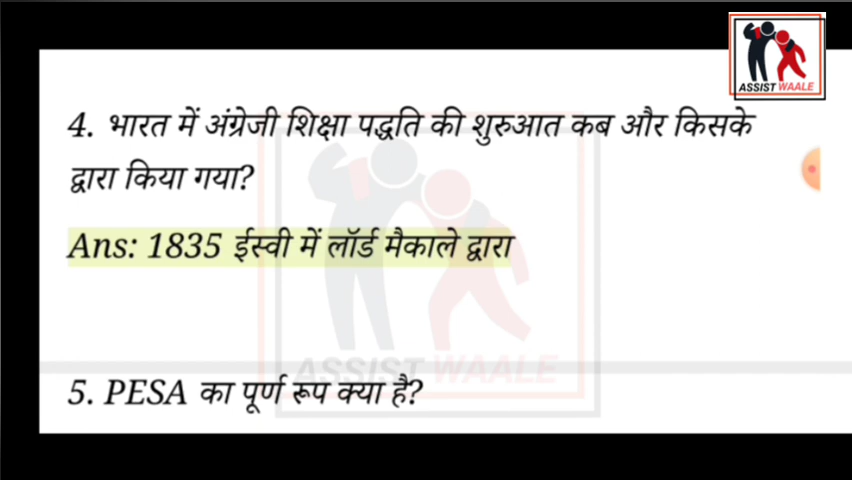 ASSIST WAALE
4. भारत में अंग्रेजी शिक्षा पद्धति की शुरुआत कब और किसके
द्वारा किया गया?
Ans: 1835 ईस्वी में लॉर्ड मैकाले द्वारा
ASSIST WAALE
5. PESA का पूर्ण रूप क्या है?